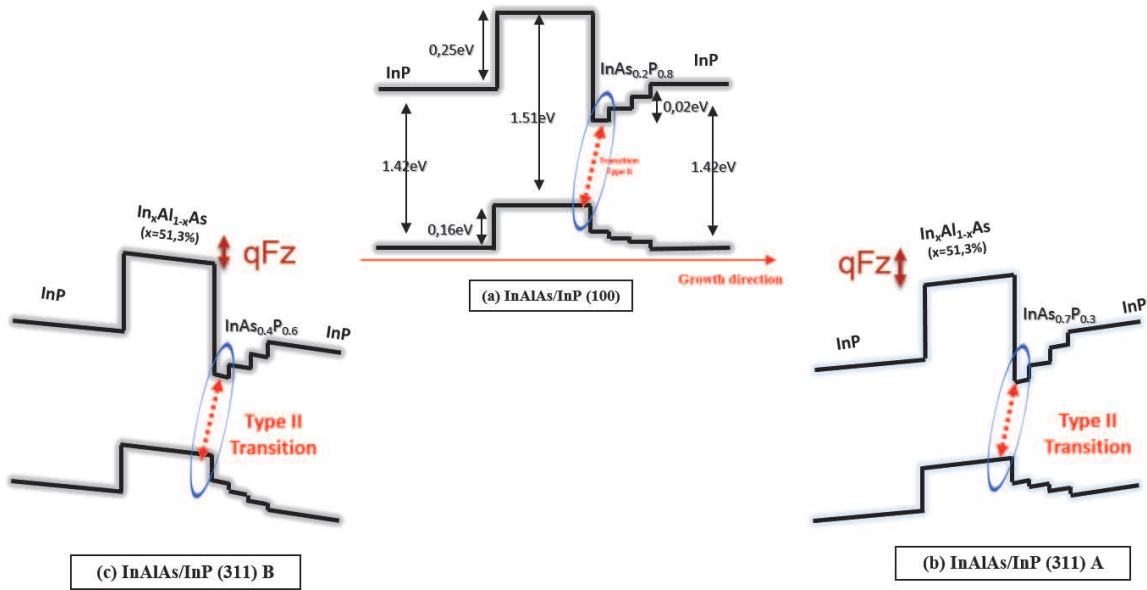 0,25eV
InP
1.51eV
InAs₀.₂P₀.₈
InP
0,02eV
1.42eV
Transition
Type II
1.42eV
0,16eV
Growth direction
(a) InAlAs/InP (100)
InₓAl₁₋ₓAs
(x=51,3%)
qFz
InP
InAs₀.₄P₀.₆
InP
Type II
Transition
(c) InAlAs/InP (311) B
InₓAl₁₋ₓAs
(x=51,3%)
qFz
InP
InAs₀.₇P₀.₃
InP
Type II
Transition
(b) InAlAs/InP (311) A